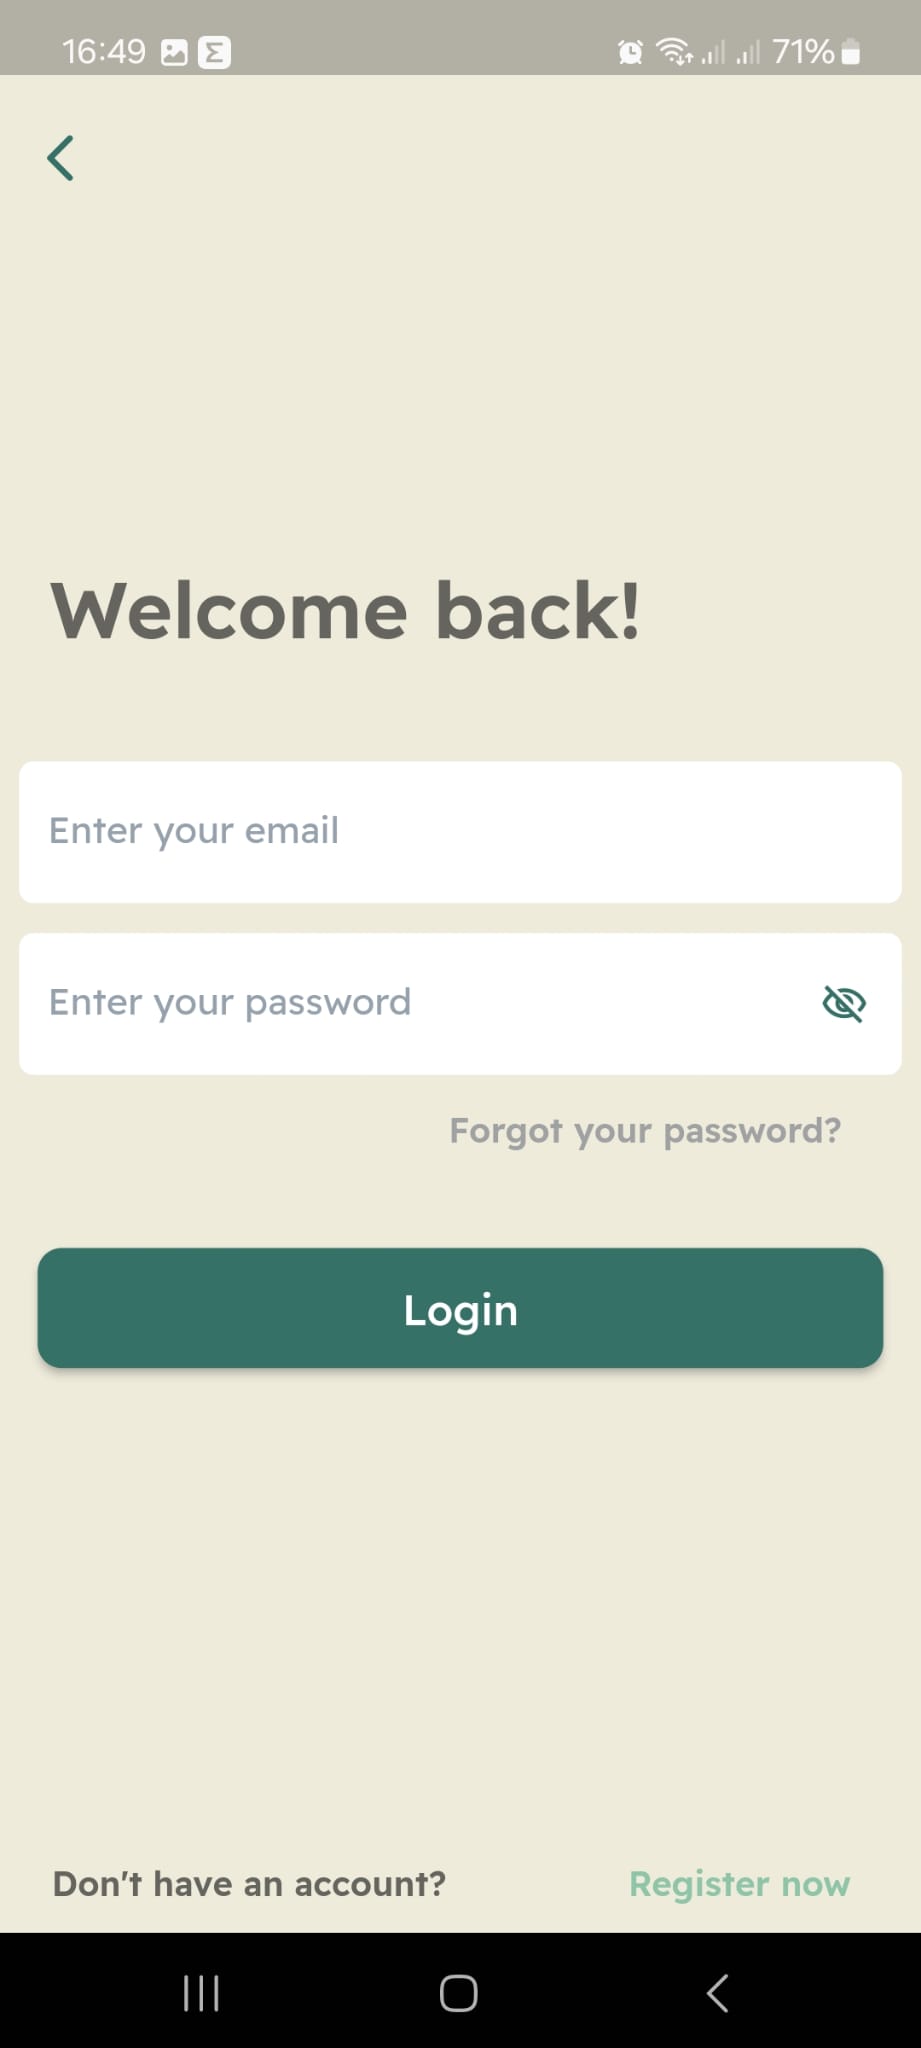 16:49 71%
Welcome back!
Enter your email
Enter your password
Forgot your password?
Login
Don't have an account? Register now